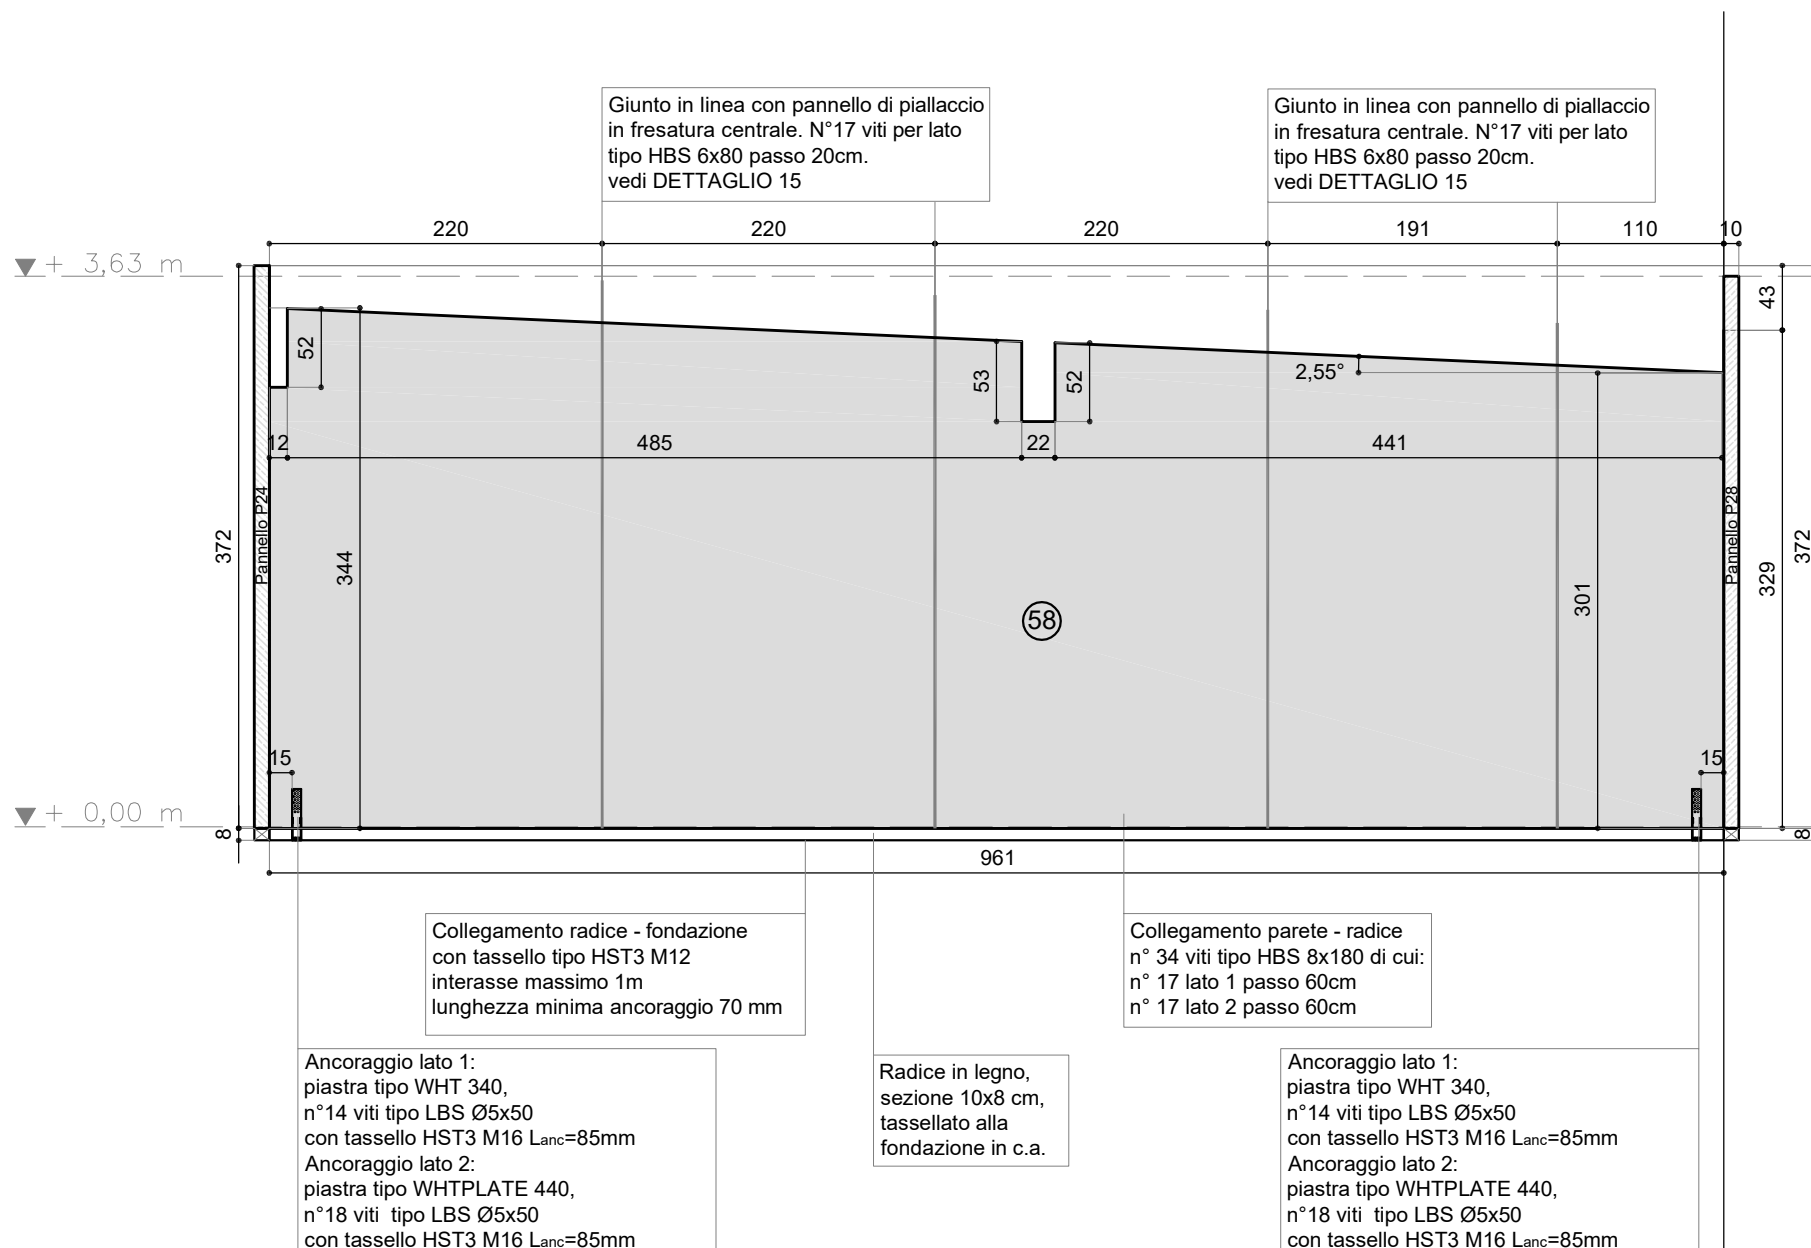 Giunto in linea con pannello di piallaccio
in fresatura centrale. N°17 viti per lato
tipo HBS 6x80 passo 20cm.
vedi DETTAGLIO 15
Giunto in linea con pannello di piallaccio
in fresatura centrale. N°17 viti per lato
tipo HBS 6x80 passo 20cm.
vedi DETTAGLIO 15
220 220 220 191 110 10
+ 3,63 m
43
52
53
52
2,55°
12 485 22 441
Pannello P24
Pannello P28
372
344
301
329
372
58
15
15
+ 0,00 m
8
8
961
Collegamento radice - fondazione
con tassello tipo HST3 M12
interasse massimo 1m
lunghezza minima ancoraggio 70 mm
Collegamento parete - radice
n° 34 viti tipo HBS 8x180 di cui:
n° 17 lato 1 passo 60cm
n° 17 lato 2 passo 60cm
Ancoraggio lato 1:
piastra tipo WHT 340,
n°14 viti tipo LBS Ø5x50
con tassello HST3 M16 Lanc=85mm
Ancoraggio lato 2:
piastra tipo WHTPLATE 440,
n°18 viti tipo LBS Ø5x50
con tassello HST3 M16 Lanc=85mm
Radice in legno,
sezione 10x8 cm,
tassellato alla
fondazione in c.a.
Ancoraggio lato 1:
piastra tipo WHT 340,
n°14 viti tipo LBS Ø5x50
con tassello HST3 M16 Lanc=85mm
Ancoraggio lato 2:
piastra tipo WHTPLATE 440,
n°18 viti tipo LBS Ø5x50
con tassello HST3 M16 Lanc=85mm